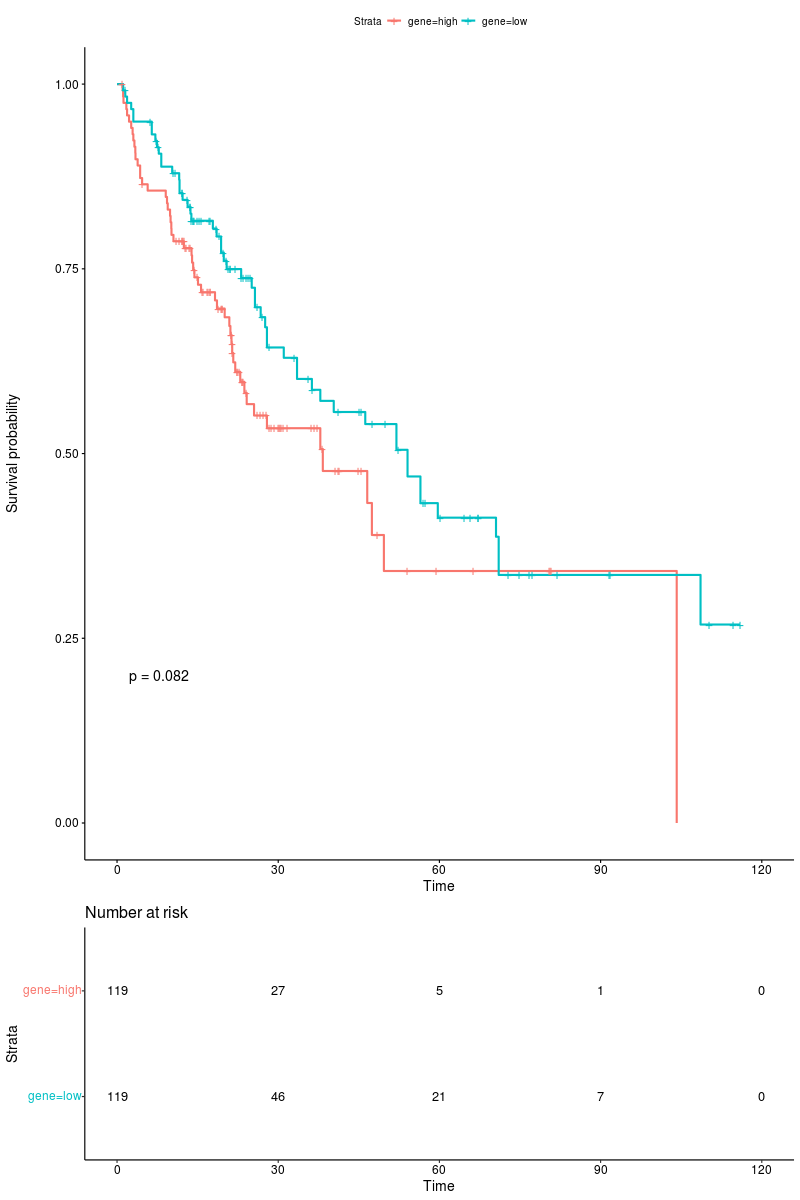 Strata gene=high gene=low
1.00
0.75
0.50
0.25
0.00
Survival probability
p = 0.082
0 30 60 90 120
Time
Number at risk
gene=high 119 27 5 1 0
gene=low 119 46 21 7 0
Strata
0 30 60 90 120
Time